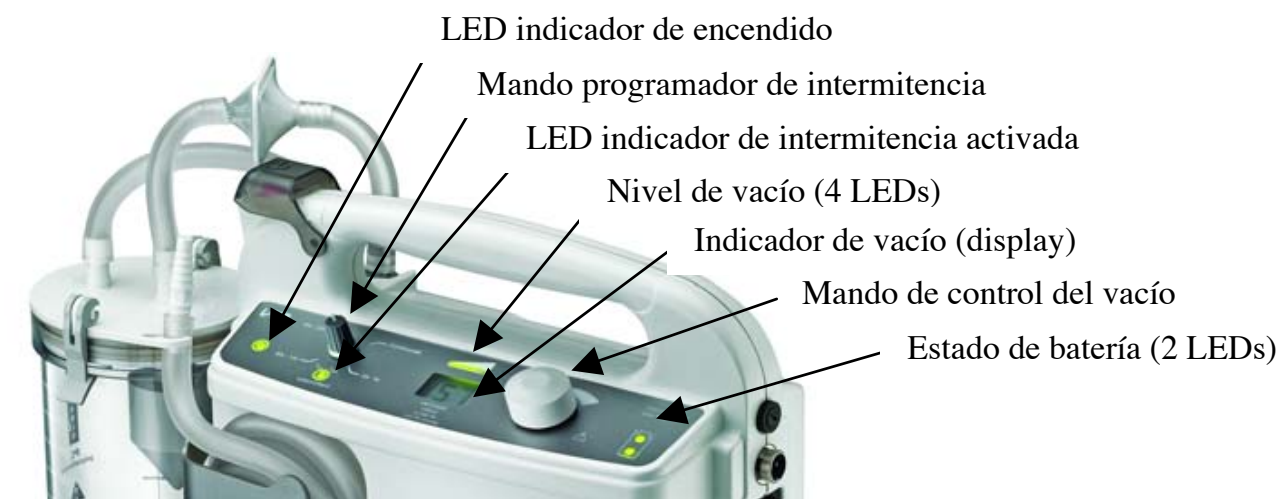 LED indicador de encendido
Mando programador de intermitencia
LED indicador de intermitencia activada
Nivel de vacío (4 LEDs)
Indicador de vacío (display)
Mando de control del vacío
Estado de batería (2 LEDs)